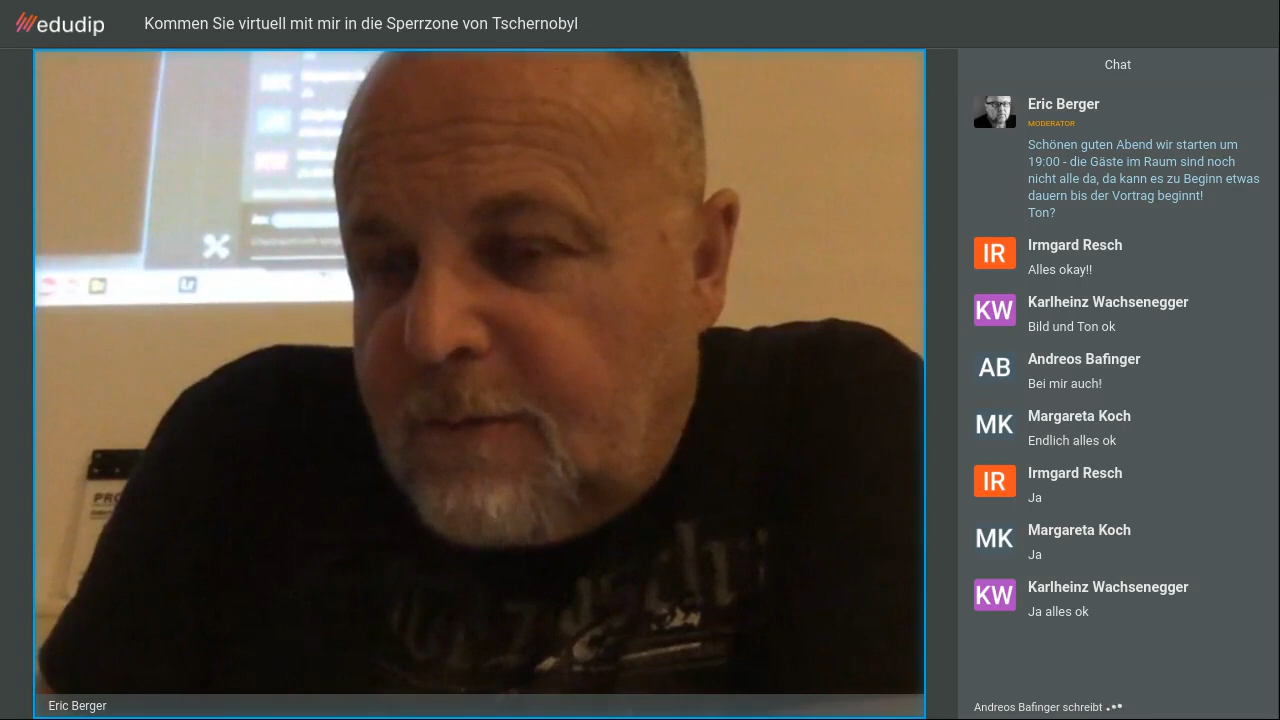 edudip
Kommen Sie virtuell mit mir in die Sperrzone von Tschernobyl
Chat
Eric Berger
MODERATOR
Schönen guten Abend wir starten um
19:00 - die Gäste im Raum sind noch
nicht alle da, da kann es zu Beginn etwas
dauern bis der Vortrag beginnt!
Ton?
IR
Irmgard Resch
Alles okay!!
KW
Karlheinz Wachsenegger
Bild und Ton ok
AB
Andreos Bafinger
Bei mir auch!
MK
Margareta Koch
Endlich alles ok
IR
Irmgard Resch
Ja
MK
Margareta Koch
Ja
KW
Karlheinz Wachsenegger
Ja alles ok
Andreos Bafinger schreibt
MK
PRO
Lr
Eric Berger